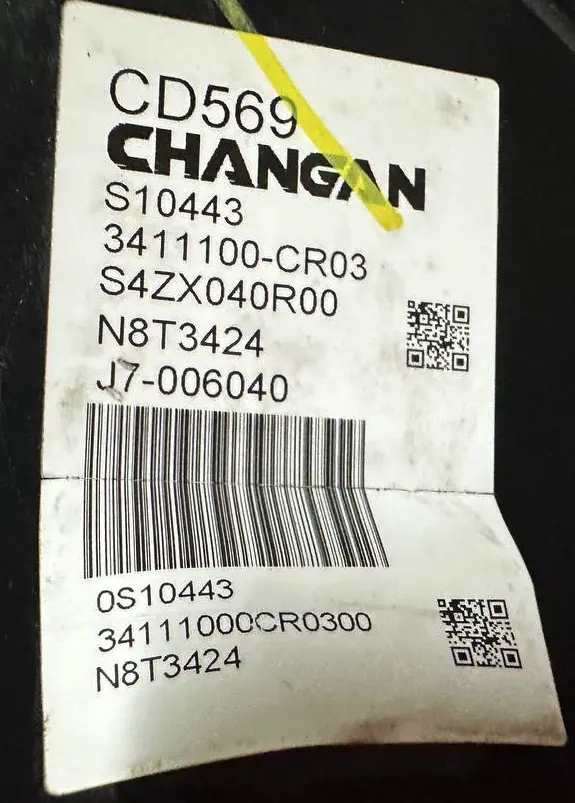 CD569
CHANGAN
S10443
3411100-CR03
S4ZX040R00
N8T3424
J7-006040
0S10443
34111000CR0300
N8T3424